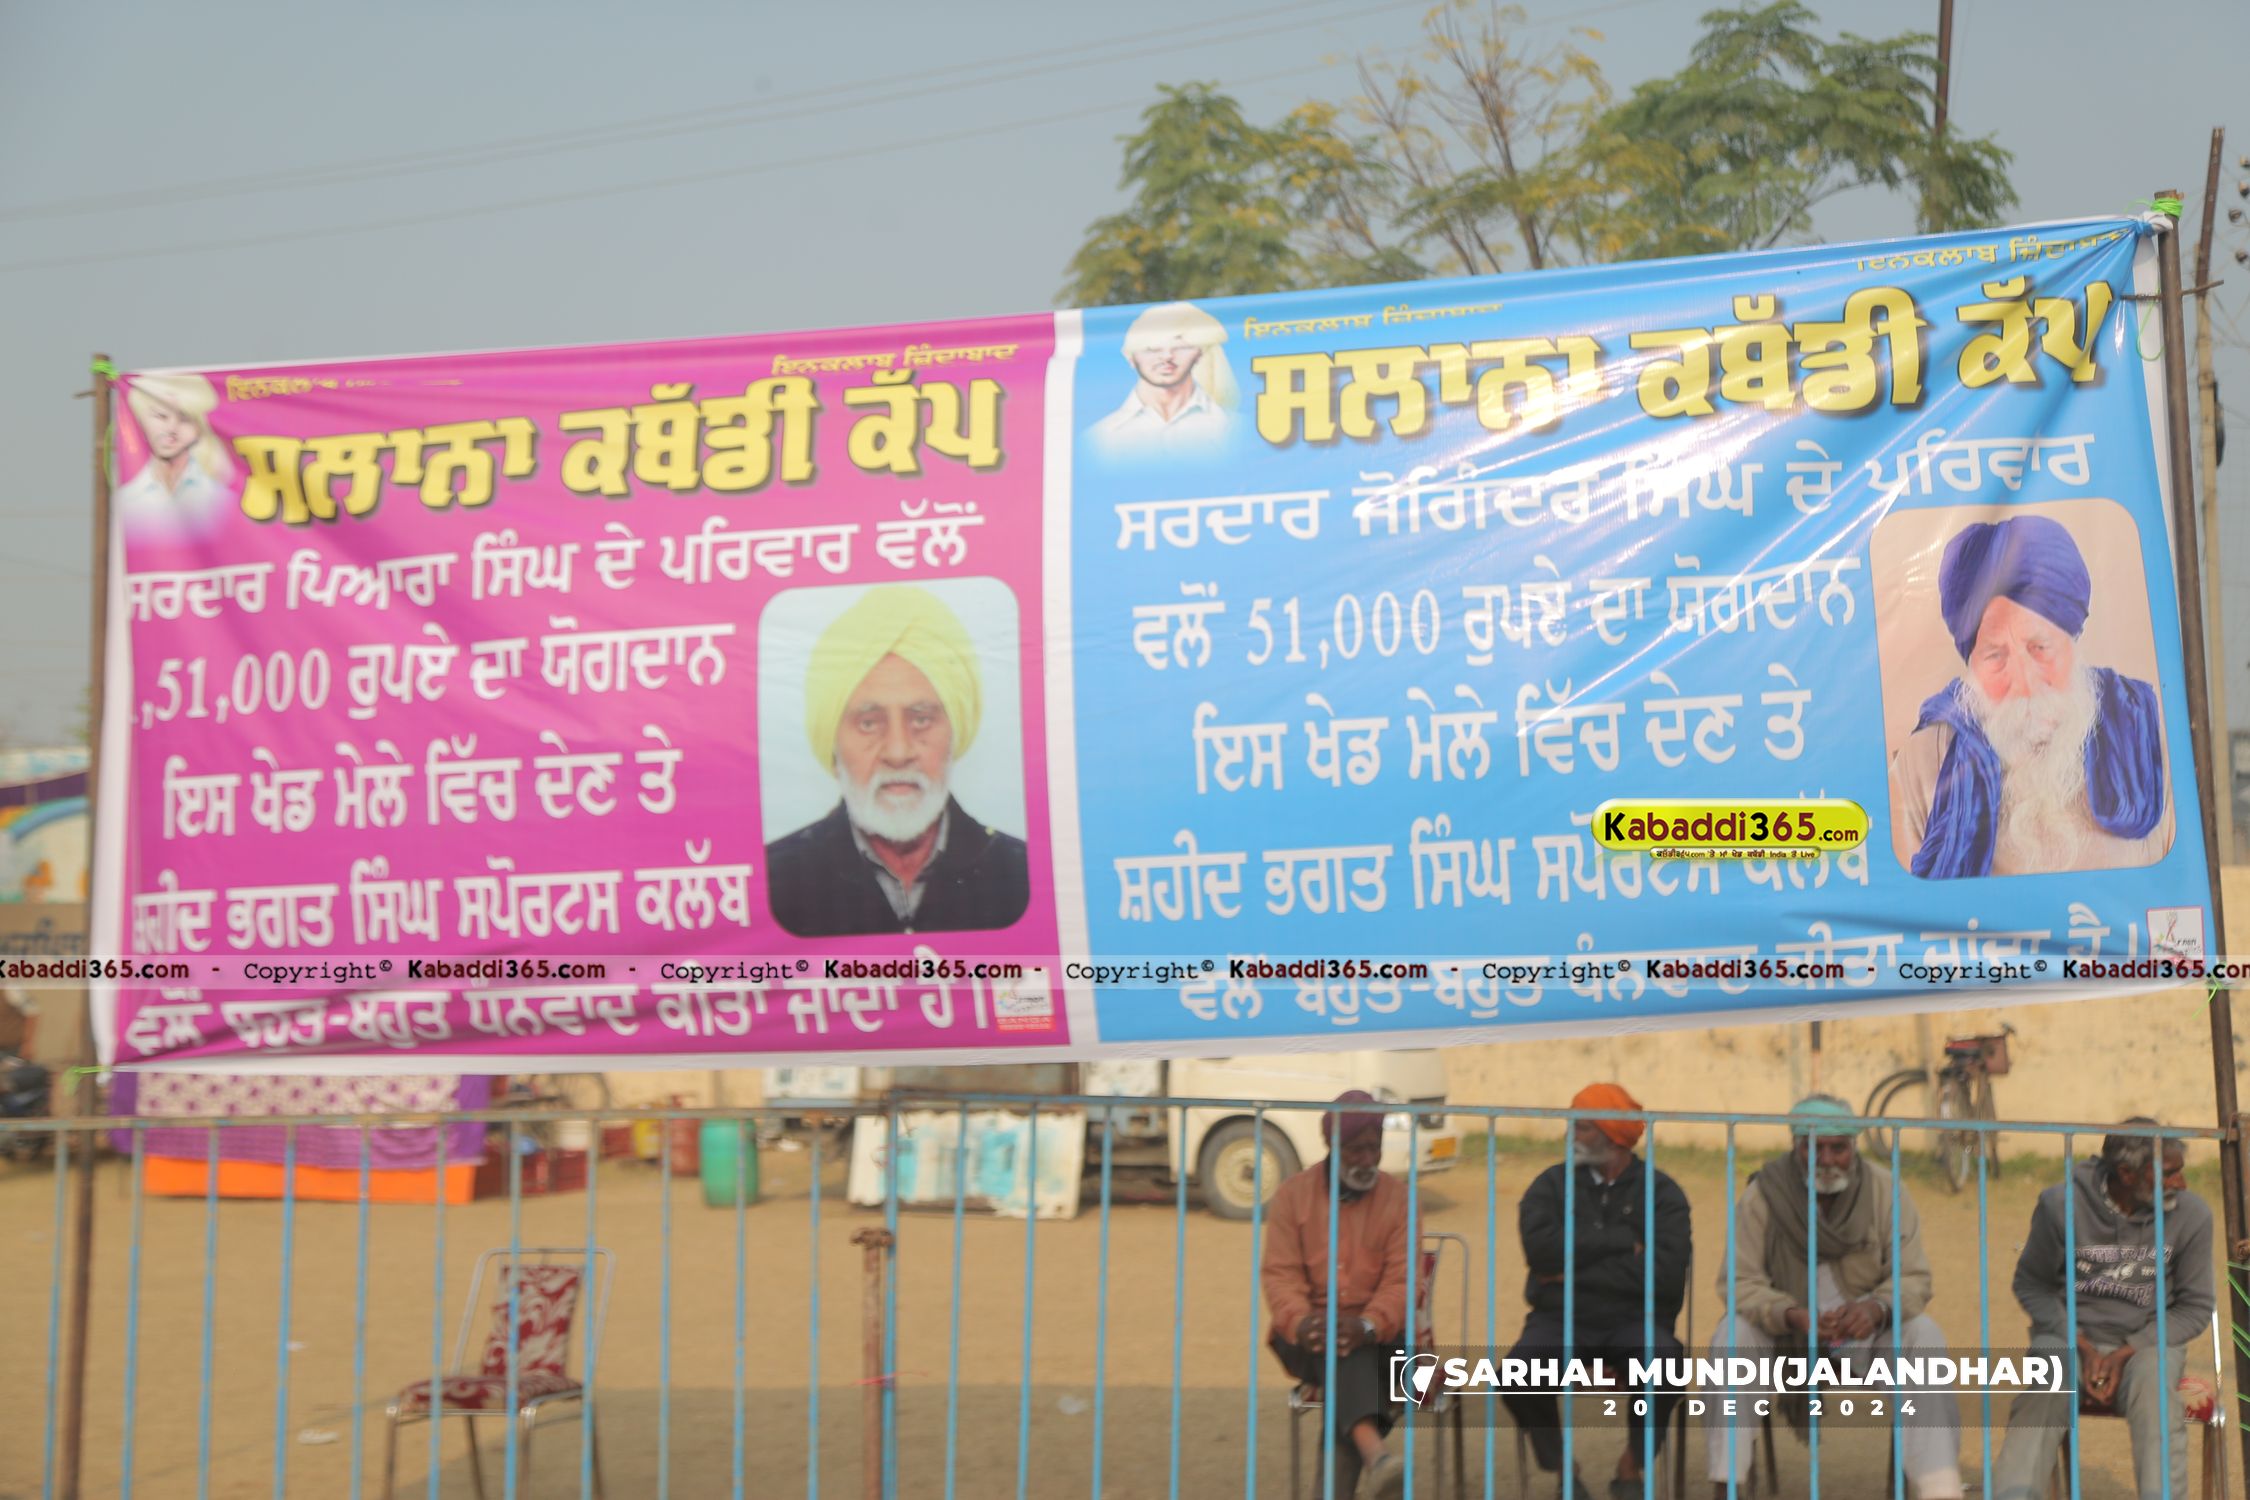 ਇਨਕਲਾਬ ਜ਼ਿੰਦਾਬਾਦ
ਸਲਾਨਾ ਕਬੱਡੀ ਕੱਪ
ਸਰਦਾਰ ਪਿਆਰਾ ਸਿੰਘ ਦੇ ਪਰਿਵਾਰ ਵੱਲੋਂ
,51,000 ਰੁਪਏ ਦਾ ਯੋਗਦਾਨ
ਇਸ ਖੇਡ ਮੇਲੇ ਵਿੱਚ ਦੇਣ ਤੇ
ਸ਼ਹੀਦ ਭਗਤ ਸਿੰਘ ਸਪੋਰਟਸ ਕਲੱਬ
ਵੱਲੋਂ ਬਹੁਤ-ਬਹੁਤ ਧੰਨਵਾਦ ਕੀਤਾ ਜਾਂਦਾ ਹੈ।
ਇਨਕਲਾਬ ਜ਼ਿੰਦਾਬਾਦ
ਇਨਕਲਾਬ ਜ਼ਿੰਦਾਬਾਦ
ਸਲਾਨਾ ਕਬੱਡੀ ਕੱਪ
ਸਰਦਾਰ ਜੋਗਿੰਦਰ ਸਿੰਘ ਦੇ ਪਰਿਵਾਰ
ਵਲੋਂ 51,000 ਰੁਪਏ ਦਾ ਯੋਗਦਾਨ
ਇਸ ਖੇਡ ਮੇਲੇ ਵਿੱਚ ਦੇਣ ਤੇ
ਸ਼ਹੀਦ ਭਗਤ ਸਿੰਘ ਸਪੋਰਟਸ ਕਲੱਬ
ਵਲੋਂ ਬਹੁਤ-ਬਹੁਤ ਧੰਨਵਾਦ ਕੀਤਾ ਜਾਂਦਾ ਹੈ।
Kabaddi365.com
Kabaddi365.com - Copyright© Kabaddi365.com - Copyright© Kabaddi365.com - Copyright© Kabaddi365.com - Copyright© Kabaddi365.com - Copyright© Kabaddi365.com
SARHAL MUNDI(JALANDHAR)
20 DEC 2024